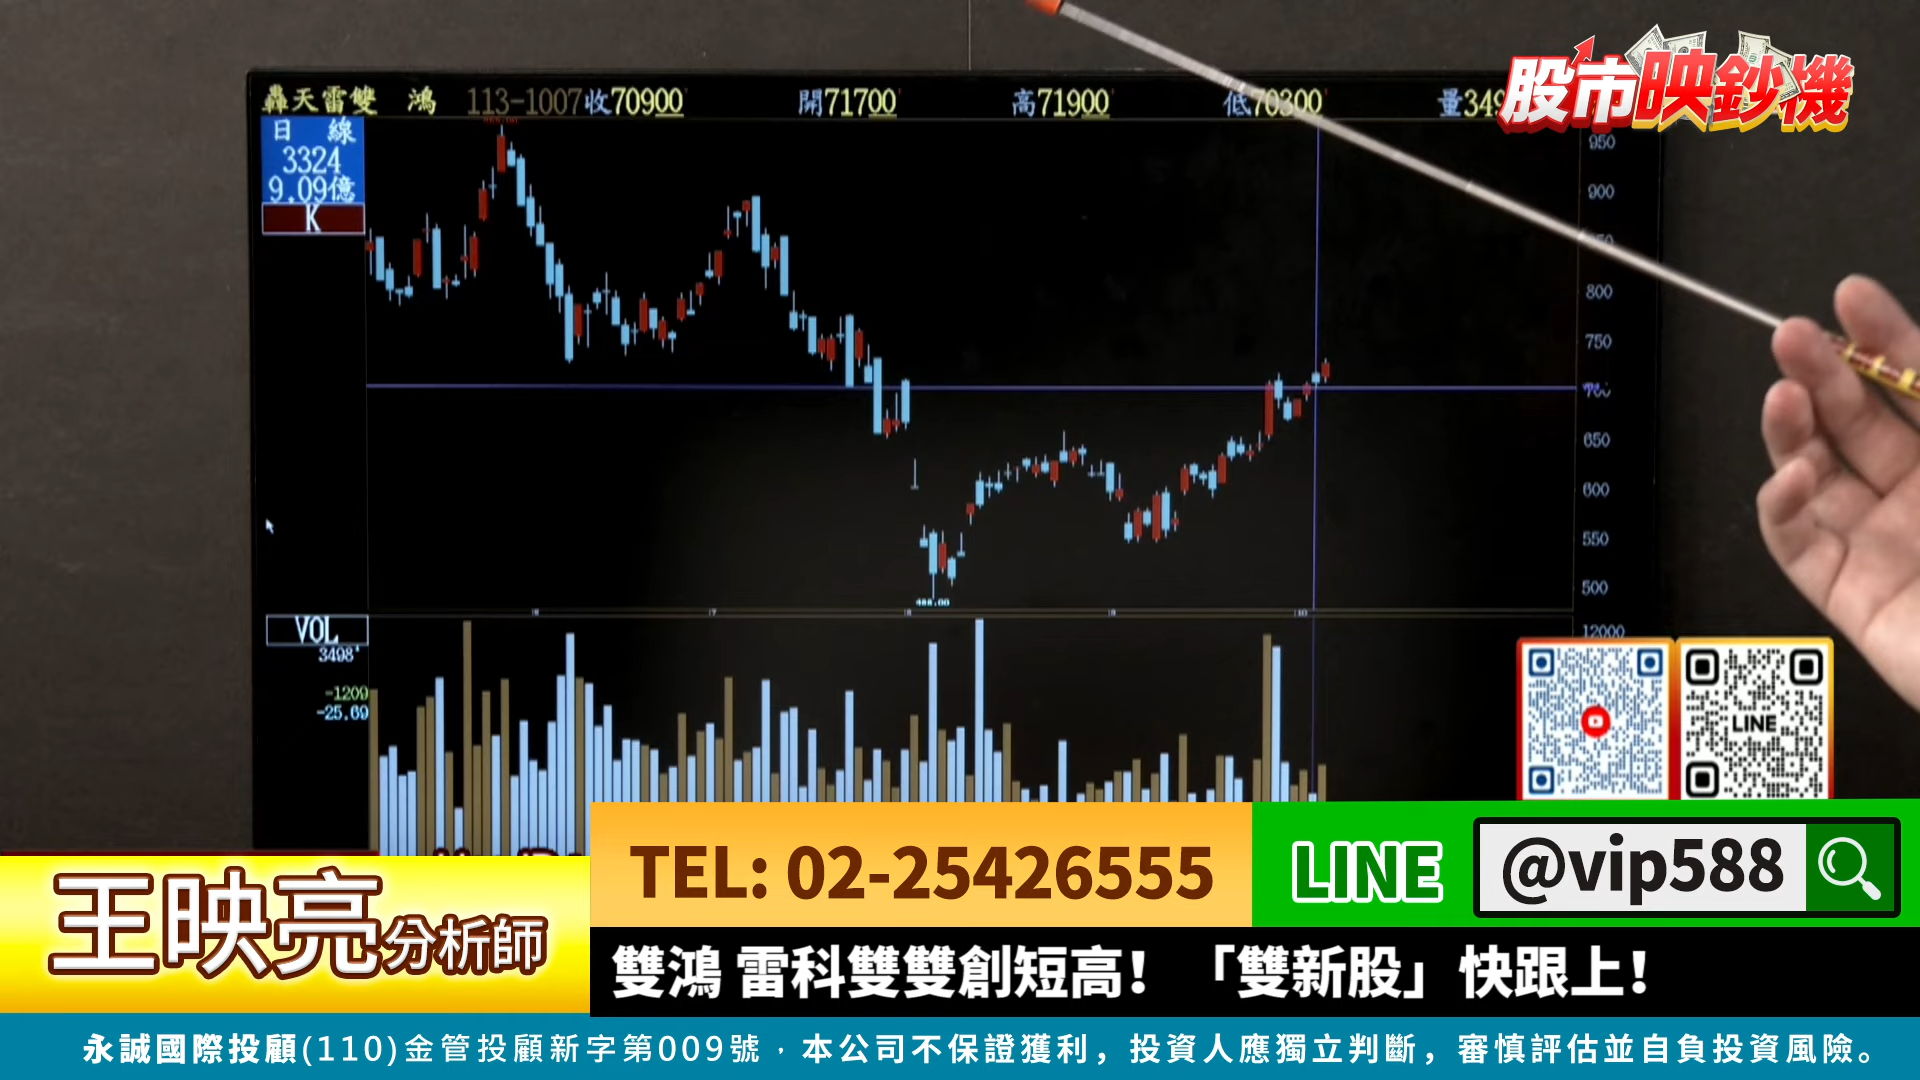 股市映鈔機
轟天雷雙 鴻 113-1007收70900 開71700 高71900 低70300 量349
日 線
3324
9.09億
K
950
900
800
750
650
600
550
500
VOL
3498
-1209
-25.69
12000
LINE
TEL: 02-25426555
LINE @vip588
王映亮分析師
雙鴻 雷科雙雙創短高! 「雙新股」快跟上!
永誠國際投顧(110)金管投顧新字第009號,本公司不保證獲利,投資人應獨立判斷,審慎評估並自負投資風險。